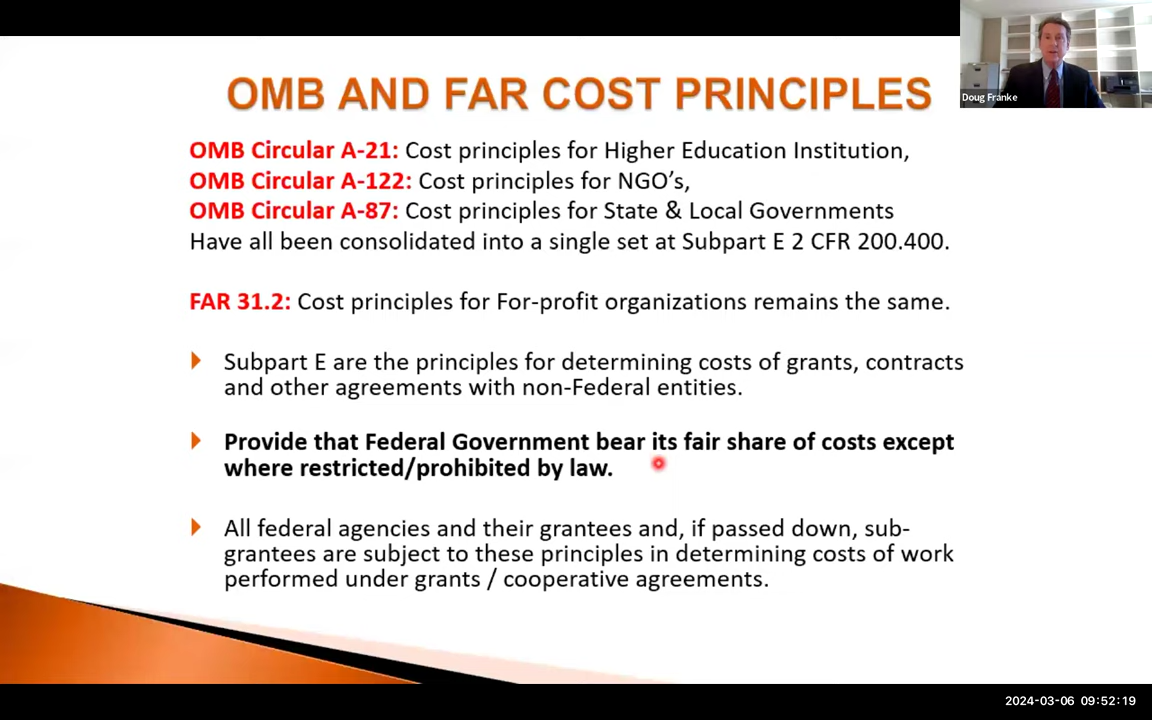 OMB AND FAR COST PRINCIPLES
Doug Franke
OMB Circular A-21: Cost principles for Higher Education Institution,
OMB Circular A-122: Cost principles for NGO’s,
OMB Circular A-87: Cost principles for State & Local Governments
Have all been consolidated into a single set at Subpart E 2 CFR 200.400.
FAR 31.2: Cost principles for For-profit organizations remains the same.
Subpart E are the principles for determining costs of grants, contracts
and other agreements with non-Federal entities.
Provide that Federal Government bear its fair share of costs except
where restricted/prohibited by law.
All federal agencies and their grantees and, if passed down, sub-
grantees are subject to these principles in determining costs of work
performed under grants / cooperative agreements.
2024-03-06 09:52:19